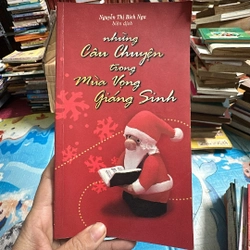 Nguyễn Thị Bích Nga
biên dịch
những
Câu Chuyện
trong
Mùa Vọng
Giáng Sinh